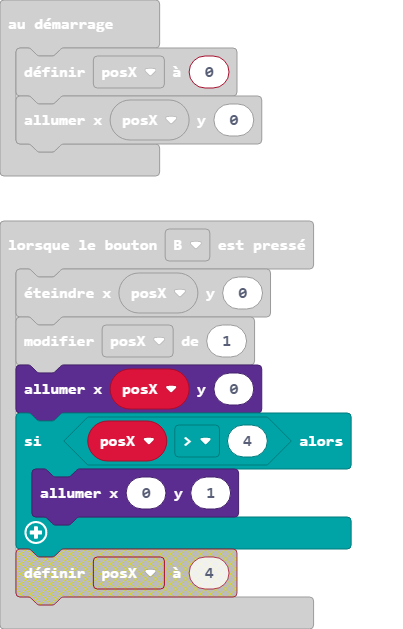 au démarrage
définir posX à 0
allumer x posX y 0
lorsque le bouton B est pressé
éteindre x posX y 0
modifier posX de 1
allumer x posX y 0
si posX > 4 alors
allumer x 0 y 1
définir posX à 4